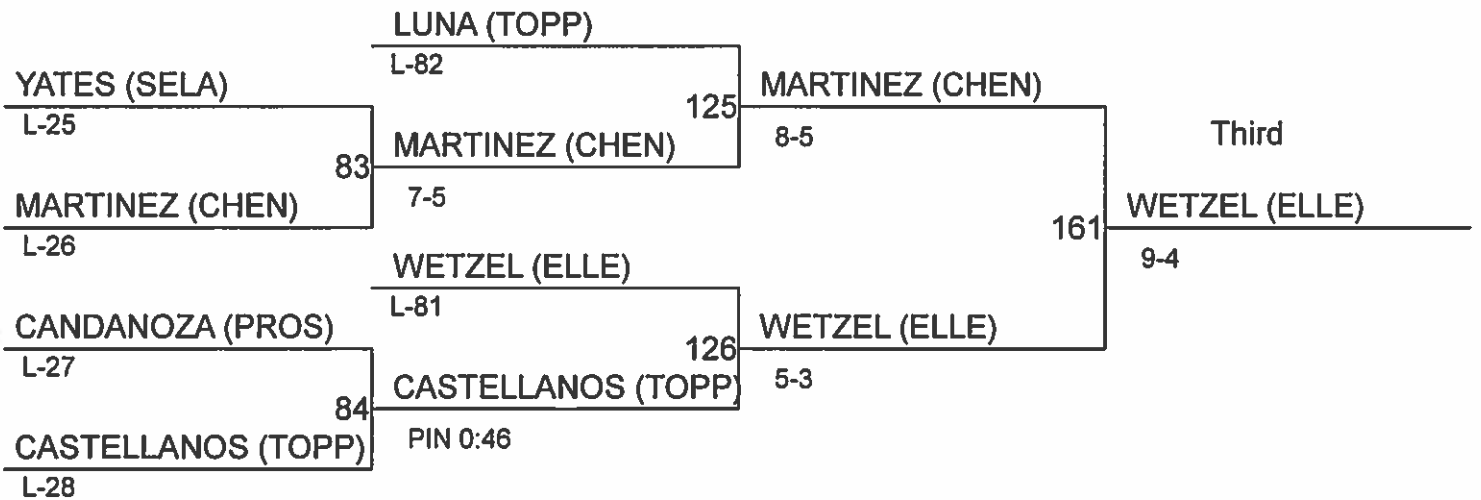 LUNA (TOPP)
L-82
YATES (SELA)
L-25
125
MARTINEZ (CHEN)
8-5
Third
83
MARTINEZ (CHEN)
7-5
MARTINEZ (CHEN)
L-26
161
WETZEL (ELLE)
9-4
WETZEL (ELLE)
L-81
CANDANOZA (PROS)
L-27
126
WETZEL (ELLE)
5-3
84
CASTELLANOS (TOPP)
PIN 0:46
CASTELLANOS (TOPP)
L-28